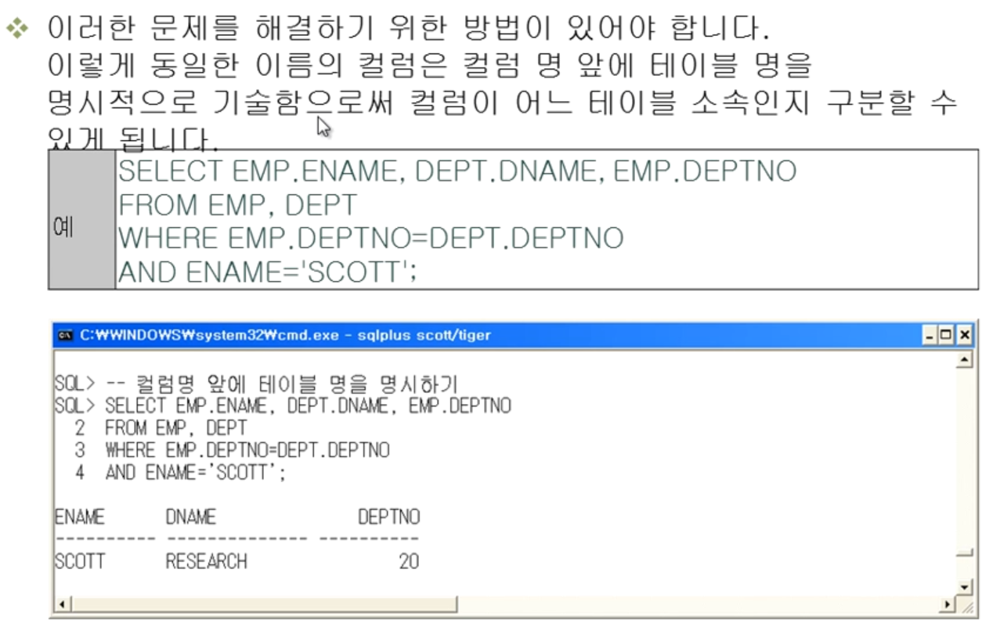 이러한 문제를 해결하기 위한 방법이 있어야 합니다.
이렇게 동일한 이름의 컬럼은 컬럼 명 앞에 테이블 명을
명시적으로 기술함으로써 컬럼이 어느 테이블 소속인지 구분할 수
있게 됩니다.
예
SELECT EMP.ENAME, DEPT.DNAME, EMP.DEPTNO
FROM EMP, DEPT
WHERE EMP.DEPTNO=DEPT.DEPTNO
AND ENAME='SCOTT';
C:₩WINDOWS₩system32₩cmd.exe - sqlplus scott/tiger
SQL> -- 컬럼명 앞에 테이블 명을 명시하기
SQL> SELECT EMP.ENAME, DEPT.DNAME, EMP.DEPTNO
2 FROM EMP, DEPT
3 WHERE EMP.DEPTNO=DEPT.DEPTNO
4 AND ENAME='SCOTT';
ENAME DNAME DEPTNO
---------- -------------- ----------
SCOTT RESEARCH 20